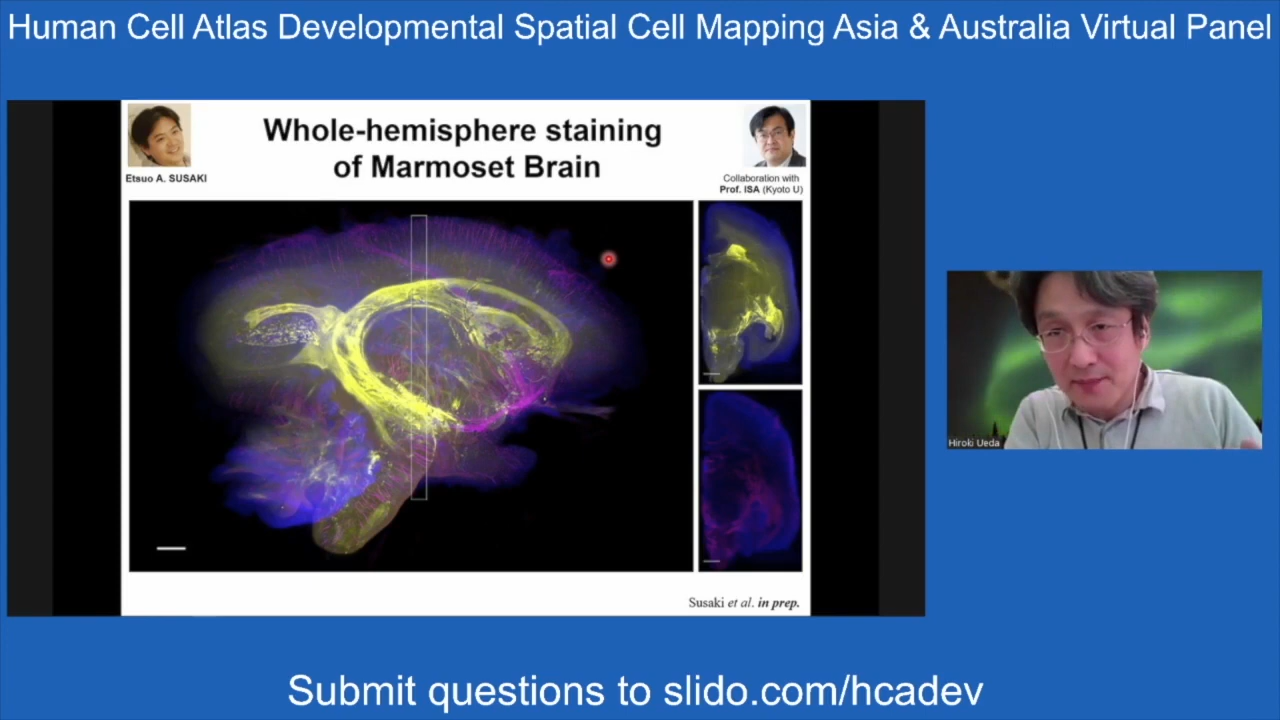 Human Cell Atlas Developmental Spatial Cell Mapping Asia & Australia Virtual Panel
Whole-hemisphere staining
of Marmoset Brain
Etsuo A. SUSAKI
Collaboration with
Prof. ISA (Kyoto U)
Hiroki Ueda
Susaki et al. in prep.
Submit questions to slido.com/hcadev